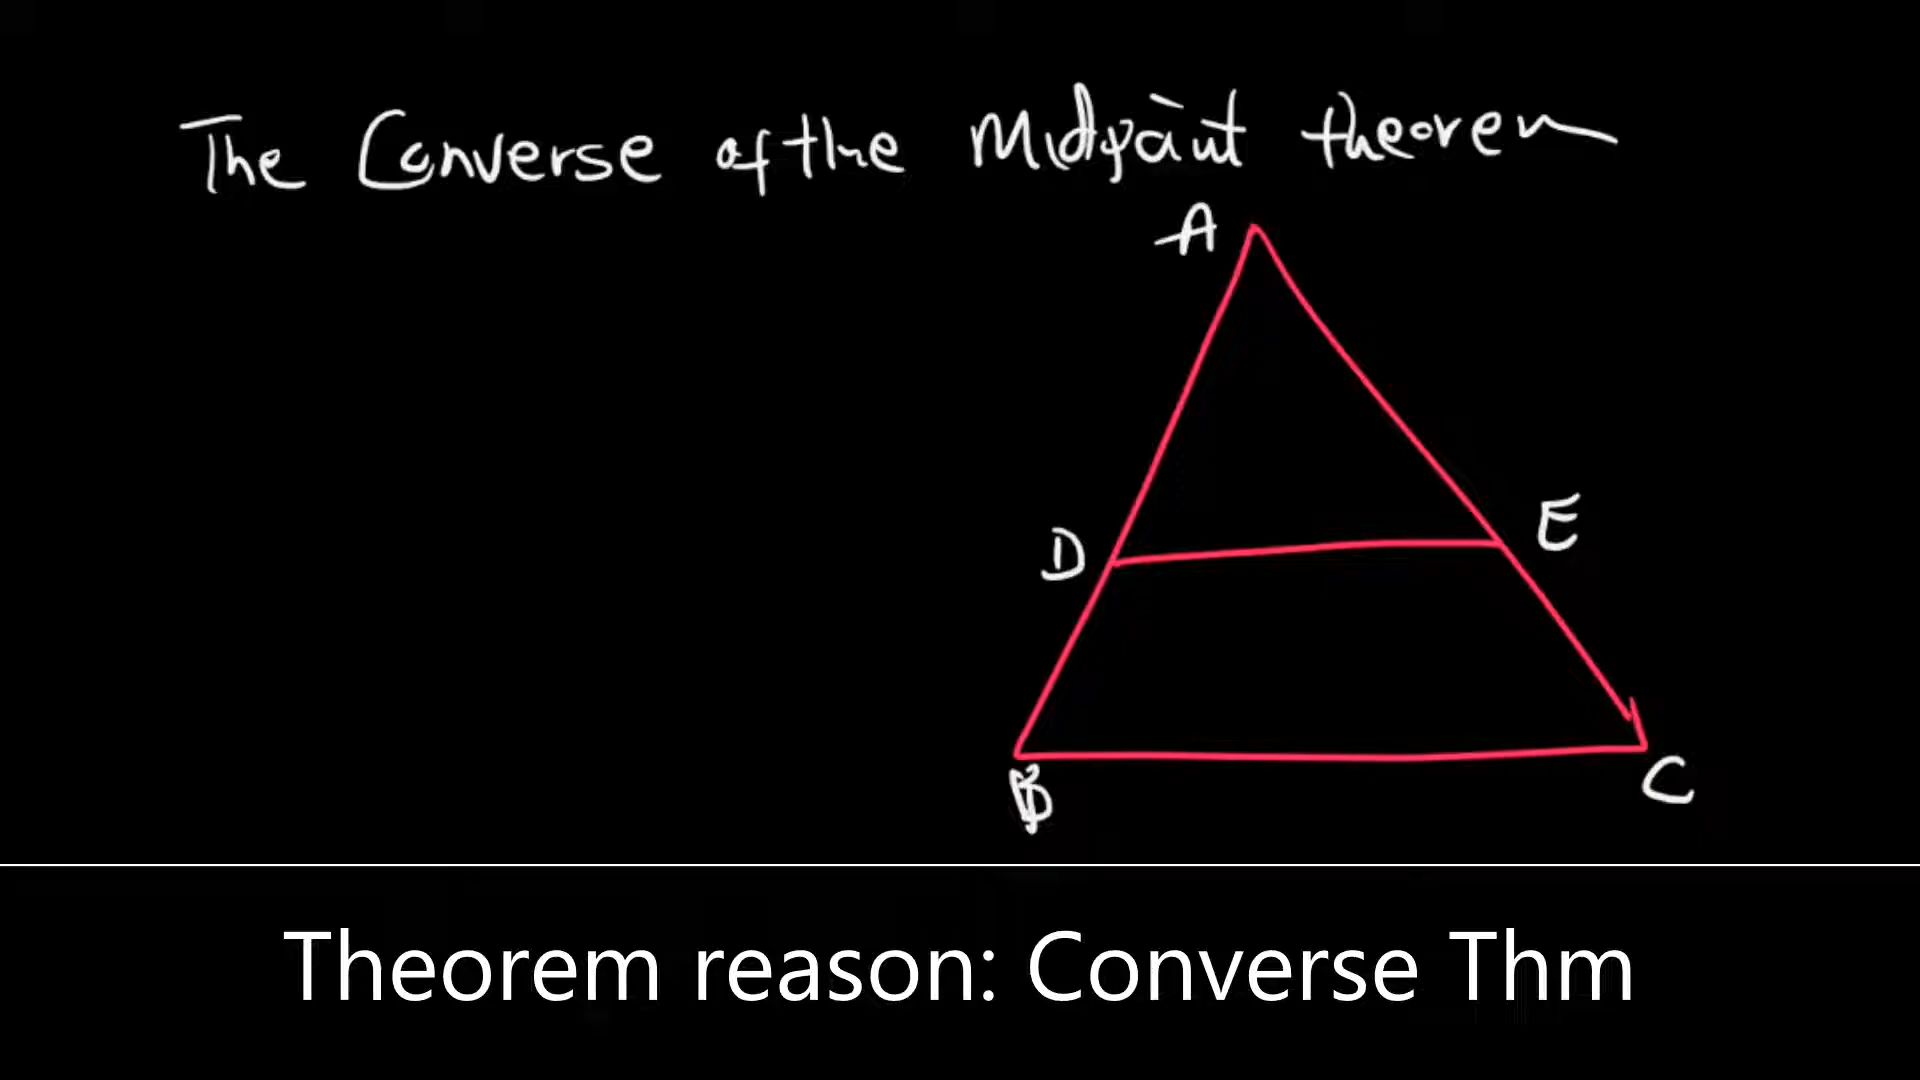 The Converse of the Midpoint theorem
A
D
E
B
C
Theorem reason: Converse Thm